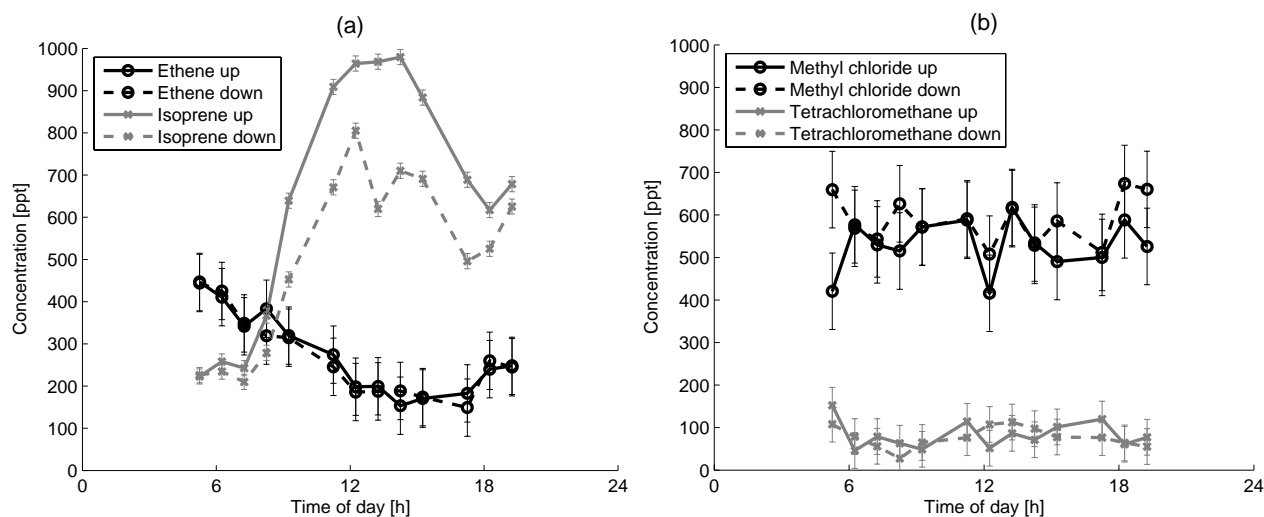 (a)
Concentration [ppt]
1000
900
800
700
600
500
400
300
200
100
0
Ethene up
Ethene down
Isoprene up
Isoprene down
0
6
12
18
24
Time of day [h]
(b)
Concentration [ppt]
1000
900
800
700
600
500
400
300
200
100
0
Methyl chloride up
Methyl chloride down
Tetrachloromethane up
Tetrachloromethane down
0
6
12
18
24
Time of day [h]